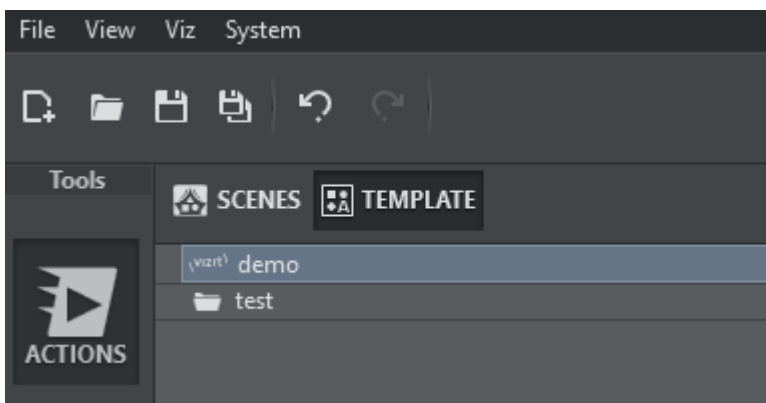 File View Viz System
Tools
SCENES TEMPLATE
vizrt demo
test
ACTIONS